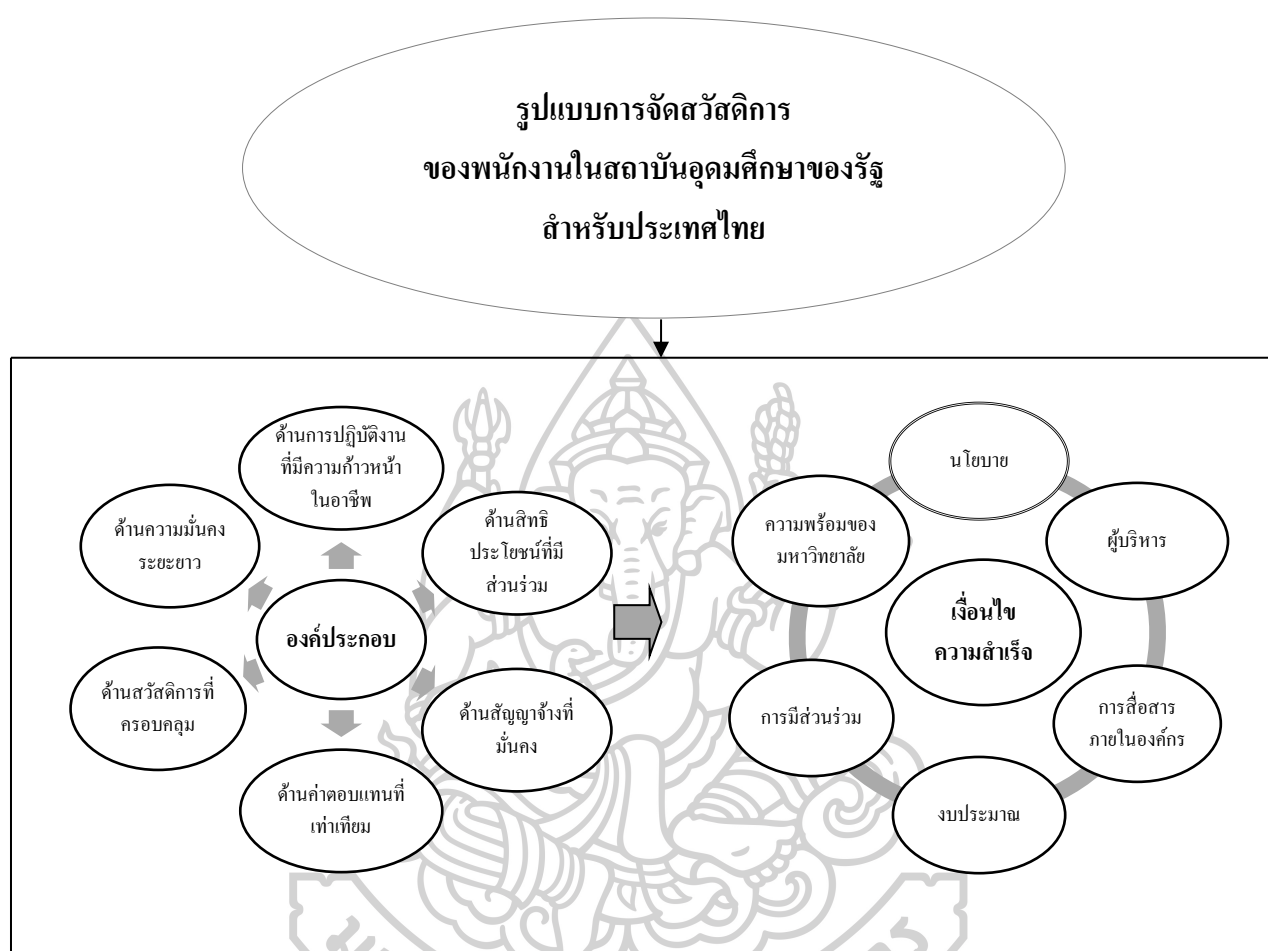 รูปแบบการจัดสวัสดิการ
ของพนักงานในสถาบันอุดมศึกษาของรัฐ
สำหรับประเทศไทย
ด้านการปฏิบัติงาน
ที่มีความก้าวหน้า
ในอาชีพ
ด้านความมั่นคง
ระยะยาว
ด้านสิทธิ
ประโยชน์ที่มี
ส่วนร่วม
องค์ประกอบ
ด้านสวัสดิการที่
ครอบคลุม
ด้านสัญญาจ้างที่
มั่นคง
ด้านค่าตอบแทนที่
เท่าเทียม
นโยบาย
ความพร้อมของ
มหาวิทยาลัย
ผู้บริหาร
เงื่อนไข
ความสำเร็จ
การมีส่วนร่วม
การสื่อสาร
ภายในองค์กร
งบประมาณ